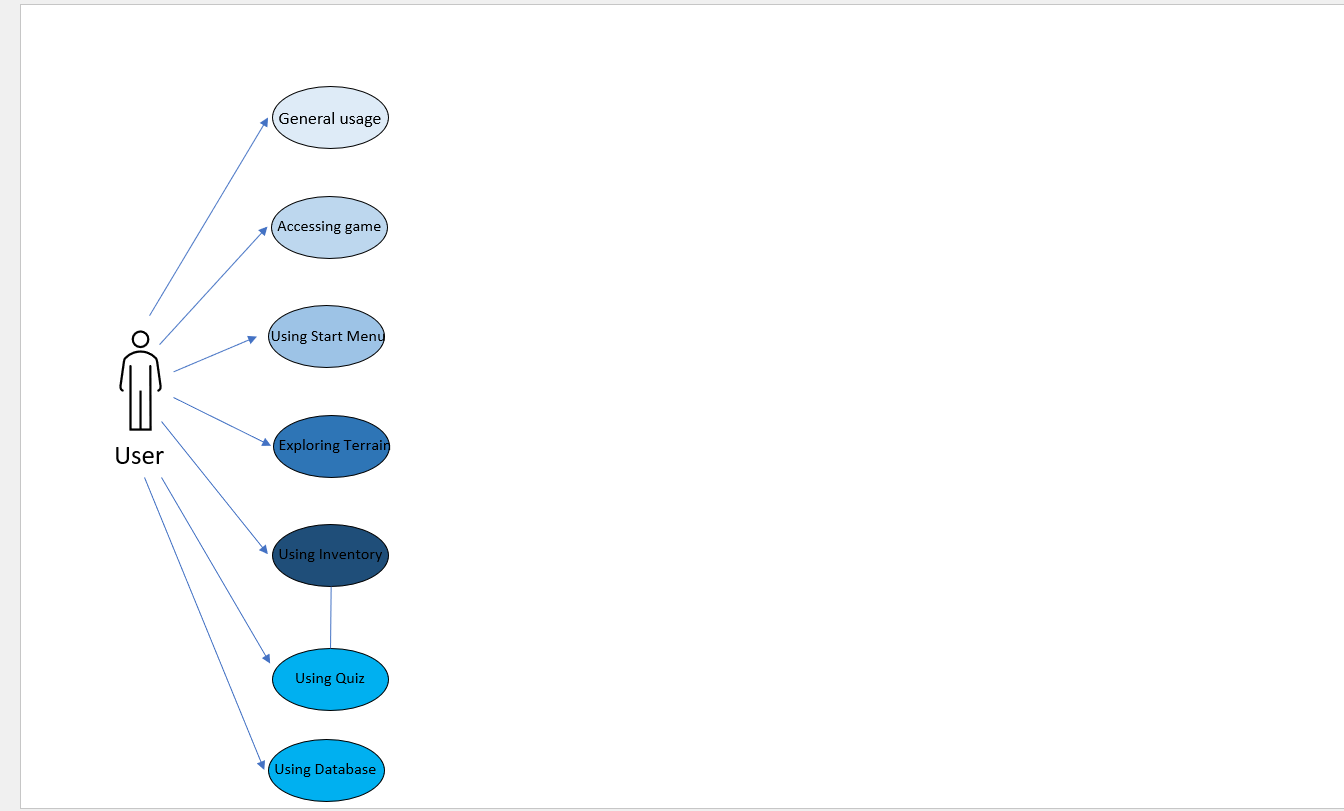 General usage
Accessing game
Using Start Menu
Exploring Terrain
User
Using Inventory
Using Quiz
Using Database